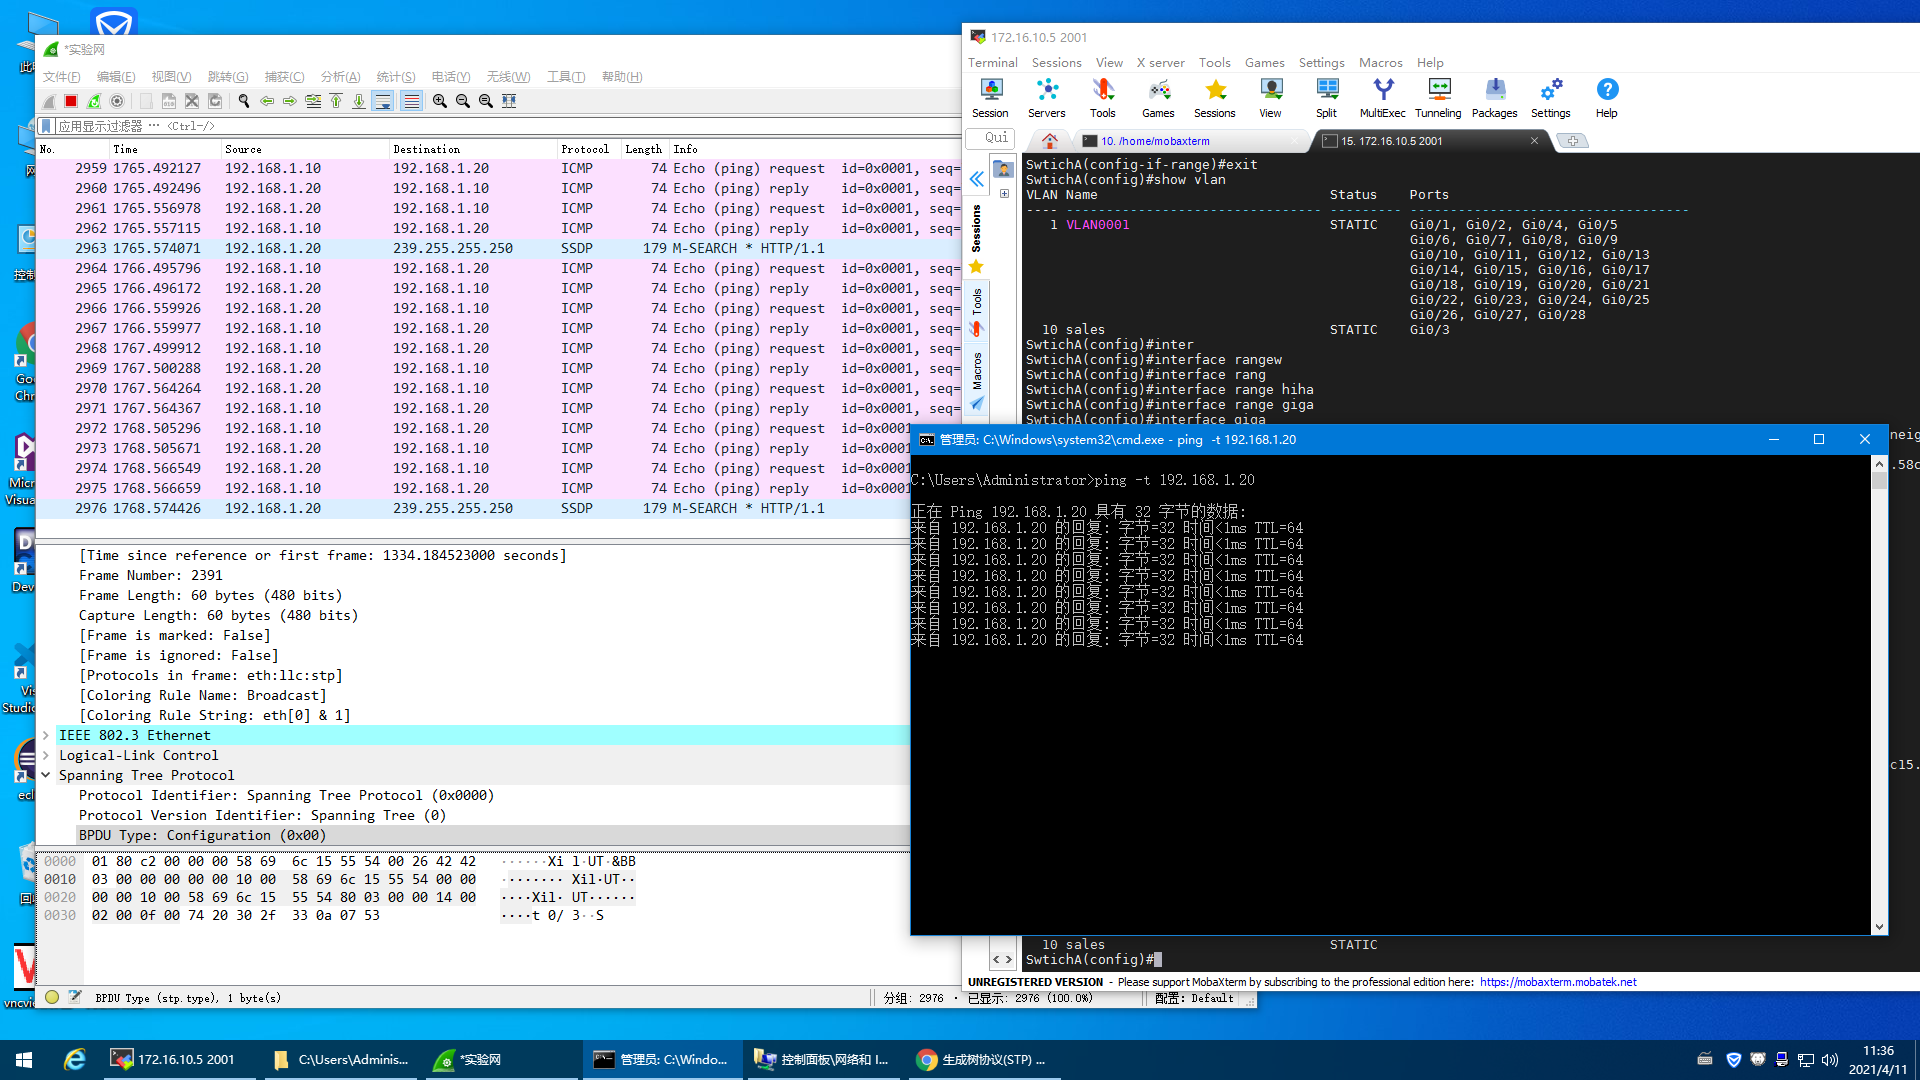 *实验网
文件(F) 编辑(E) 视图(V) 跳转(G) 捕获(C) 分析(A) 统计(S) 电话(Y) 无线(W) 工具(T) 帮助(H)
应用显示过滤器 ··· <Ctrl-/>
No. Time Source Destination Protocol Length Info
2959 1765.492127 192.168.1.10 192.168.1.20 ICMP 74 Echo (ping) request id=0x0001, seq=
2960 1765.492496 192.168.1.20 192.168.1.10 ICMP 74 Echo (ping) reply id=0x0001, seq=
2961 1765.556978 192.168.1.20 192.168.1.10 ICMP 74 Echo (ping) request id=0x0001, seq=
2962 1765.557115 192.168.1.10 192.168.1.20 ICMP 74 Echo (ping) reply id=0x0001, seq=
2963 1765.574071 192.168.1.20 239.255.255.250 SSDP 179 M-SEARCH * HTTP/1.1
2964 1766.495796 192.168.1.10 192.168.1.20 ICMP 74 Echo (ping) request id=0x0001, seq=
2965 1766.496172 192.168.1.20 192.168.1.10 ICMP 74 Echo (ping) reply id=0x0001, seq=
2966 1766.559926 192.168.1.20 192.168.1.10 ICMP 74 Echo (ping) request id=0x0001, seq=
2967 1766.559977 192.168.1.10 192.168.1.20 ICMP 74 Echo (ping) reply id=0x0001, seq=
2968 1767.499912 192.168.1.10 192.168.1.20 ICMP 74 Echo (ping) request id=0x0001, seq=
2969 1767.500288 192.168.1.20 192.168.1.10 ICMP 74 Echo (ping) reply id=0x0001, seq=
2970 1767.564264 192.168.1.20 192.168.1.10 ICMP 74 Echo (ping) request id=0x0001, seq=
2971 1767.564367 192.168.1.10 192.168.1.20 ICMP 74 Echo (ping) reply id=0x0001, seq=
2972 1768.505296 192.168.1.10 192.168.1.20 ICMP 74 Echo (ping) request id=0x0001
2973 1768.505671 192.168.1.20 192.168.1.10 ICMP 74 Echo (ping) reply id=0x0001
2974 1768.566549 192.168.1.20 192.168.1.10 ICMP 74 Echo (ping) request id=0x0001
2975 1768.566659 192.168.1.10 192.168.1.20 ICMP 74 Echo (ping) reply id=0x0001
2976 1768.574426 192.168.1.20 239.255.255.250 SSDP 179 M-SEARCH * HTTP/1.1
[Time since reference or first frame: 1334.184523000 seconds]
Frame Number: 2391
Frame Length: 60 bytes (480 bits)
Capture Length: 60 bytes (480 bits)
[Frame is marked: False]
[Frame is ignored: False]
[Protocols in frame: eth:llc:stp]
[Coloring Rule Name: Broadcast]
[Coloring Rule String: eth[0] & 1]
IEEE 802.3 Ethernet
Logical-Link Control
Spanning Tree Protocol
Protocol Identifier: Spanning Tree Protocol (0x0000)
Protocol Version Identifier: Spanning Tree (0)
BPDU Type: Configuration (0x00)
0000 01 80 c2 00 00 00 58 69 6c 15 55 54 00 26 42 42 ······Xi l·UT·&BB
0010 03 00 00 00 00 00 10 00 58 69 6c 15 55 54 00 00 ········ Xil·UT··
0020 00 00 10 00 58 69 6c 15 55 54 80 03 00 00 14 00 ····Xil· UT······
0030 02 00 0f 00 74 20 30 2f 33 0a 07 53 ····t 0/ 3··S
BPDU Type (stp.type), 1 byte(s)
分组: 2976 · 已显示: 2976 (100.0%)
配置: Default
172.16.10.5 2001
Terminal Sessions View X server Tools Games Settings Macros Help
Session Servers Tools Games Sessions View Split MultiExec Tunneling Packages Settings Help
Qui
10. /home/mobaxterm
15. 172.16.10.5 2001
Sessions
Tools
Macros
SwtichA(config-if-range)#exit
SwtichA(config)#show vlan
VLAN Name Status Ports
---- -------------------------------- --------- -----------------------------------
1 VLAN0001 STATIC Gi0/1, Gi0/2, Gi0/4, Gi0/5
Gi0/6, Gi0/7, Gi0/8, Gi0/9
Gi0/10, Gi0/11, Gi0/12, Gi0/13
Gi0/14, Gi0/15, Gi0/16, Gi0/17
Gi0/18, Gi0/19, Gi0/20, Gi0/21
Gi0/22, Gi0/23, Gi0/24, Gi0/25
Gi0/26, Gi0/27, Gi0/28
10 sales STATIC Gi0/3
SwtichA(config)#inter
SwtichA(config)#interface rangew
SwtichA(config)#interface rang
SwtichA(config)#interface range hiha
SwtichA(config)#interface range giga
SwtichA(config)#interface giga
neig
.58c
c15.
10 sales STATIC
SwtichA(config)#
UNREGISTERED VERSION - Please support MobaXterm by subscribing to the professional edition here: https://mobaxterm.mobatek.net
管理员: C:\Windows\system32\cmd.exe - ping -t 192.168.1.20
C:\Users\Administrator>ping -t 192.168.1.20
正在 Ping 192.168.1.20 具有 32 字节的数据:
来自 192.168.1.20 的回复: 字节=32 时间<1ms TTL=64
来自 192.168.1.20 的回复: 字节=32 时间<1ms TTL=64
来自 192.168.1.20 的回复: 字节=32 时间<1ms TTL=64
来自 192.168.1.20 的回复: 字节=32 时间<1ms TTL=64
来自 192.168.1.20 的回复: 字节=32 时间<1ms TTL=64
来自 192.168.1.20 的回复: 字节=32 时间<1ms TTL=64
来自 192.168.1.20 的回复: 字节=32 时间<1ms TTL=64
来自 192.168.1.20 的回复: 字节=32 时间<1ms TTL=64
此
网
控制
Goo
Chr
Micr
Visua
Dev
Vis
Studio
ecl
回
vncvie
172.16.10.5 2001
C:\Users\Adminis...
*实验网
管理员: C:\Windo...
控制面板\网络和 I...
生成树协议(STP) ...
11:36
2021/4/11